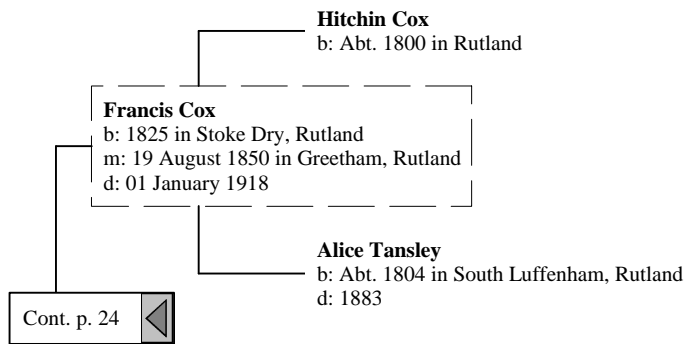 Hitchin Cox
b: Abt. 1800 in Rutland
Francis Cox
b: 1825 in Stoke Dry, Rutland
m: 19 August 1850 in Greetham, Rutland
d: 01 January 1918
Alice Tansley
b: Abt. 1804 in South Luffenham, Rutland
d: 1883
Cont. p. 24